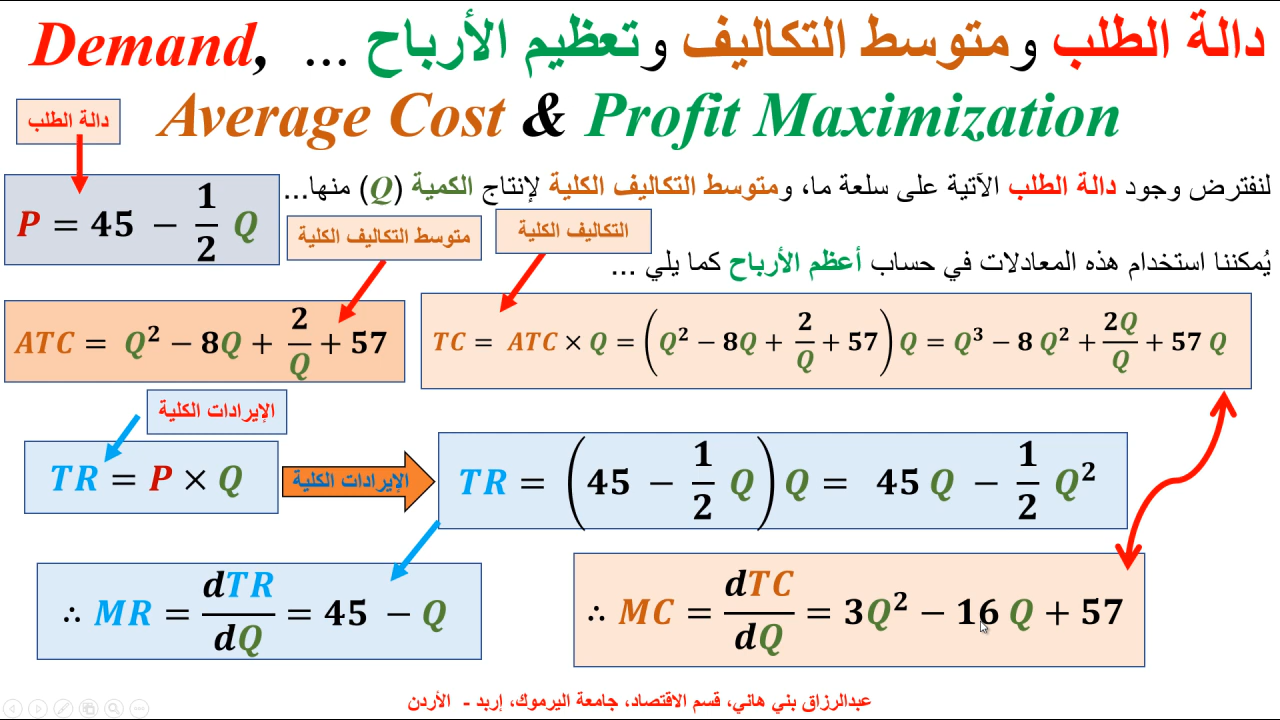 دالة الطلب ومتوسط التكاليف وتعظيم الأرباح ... Demand,
Average Cost & Profit Maximization
دالة الطلب
لنفترض وجود دالة الطلب الآتية على سلعة ما، ومتوسط التكاليف الكلية لإنتاج الكمية (Q) منها...
P = 45 − 1/2 Q
متوسط التكاليف الكلية
التكاليف الكلية
يُمكننا استخدام هذه المعادلات في حساب أعظم الأرباح كما يلي ...
ATC = Q² − 8Q + 2/Q + 57
TC = ATC × Q = (Q² − 8Q + 2/Q + 57) Q = Q³ − 8 Q² + 2Q/Q + 57 Q
الإيرادات الكلية
TR = P × Q
الإيرادات الكلية
TR = (45 − 1/2 Q) Q = 45 Q − 1/2 Q²
∴ MR = dTR/dQ = 45 − Q
∴ MC = dTC/dQ = 3Q² − 16 Q + 57
عبدالرزاق بني هاني، قسم الاقتصاد، جامعة اليرموك، إربد - الأردن